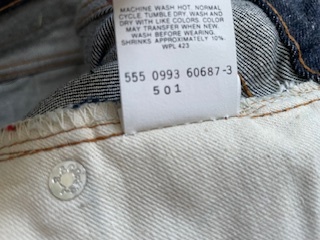 MACHINE WASH HOT. NORMAL
CYCLE. TUMBLE DRY. WASH AND
DRY WITH LIKE COLORS. COLOR
MAY TRANSFER WHEN NEW.
WASH BEFORE WEARING.
SHRINKS APPROXIMATELY 10%.
WPL 423
555 0993 60687-3
501